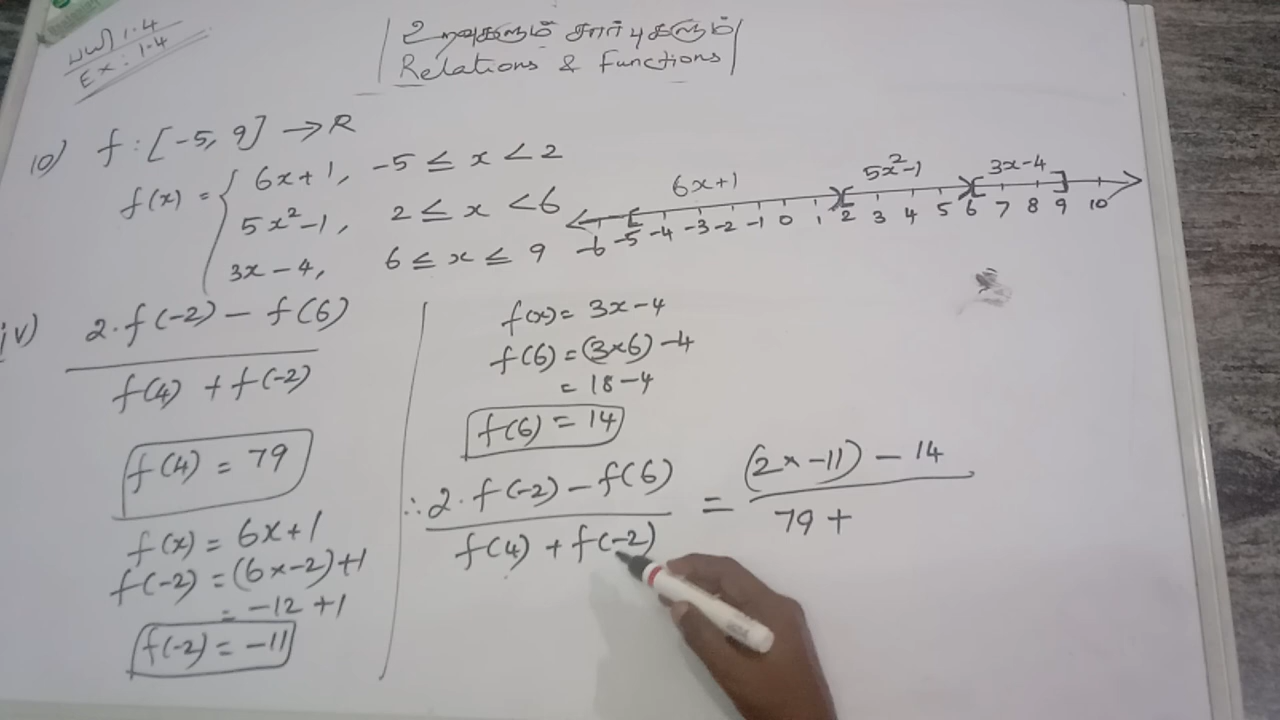 பயி 1.4
Ex: 1.4
உறவுகளும் சார்புகளும்
Relations & Functions
10) f : [-5, 9] → R
f(x) = { 6x+1, -5 ≤ x < 2
5x²-1, 2 ≤ x < 6
3x-4, 6 ≤ x ≤ 9
6x+1 5x²-1 3x-4
-6 -5 -4 -3 -2 -1 0 1 2 3 4 5 6 7 8 9 10
iv) 2.f(-2) - f(6)
f(4) + f(-2)
f(4) = 79
f(x) = 6x+1
f(-2) = (6x-2)+1
= -12+1
f(-2) = -11
f(x) = 3x-4
f(6) = (3x6)-4
= 18-4
f(6) = 14
∴ 2.f(-2) - f(6) = (2x-11) - 14
f(4) + f(-2) 79 +